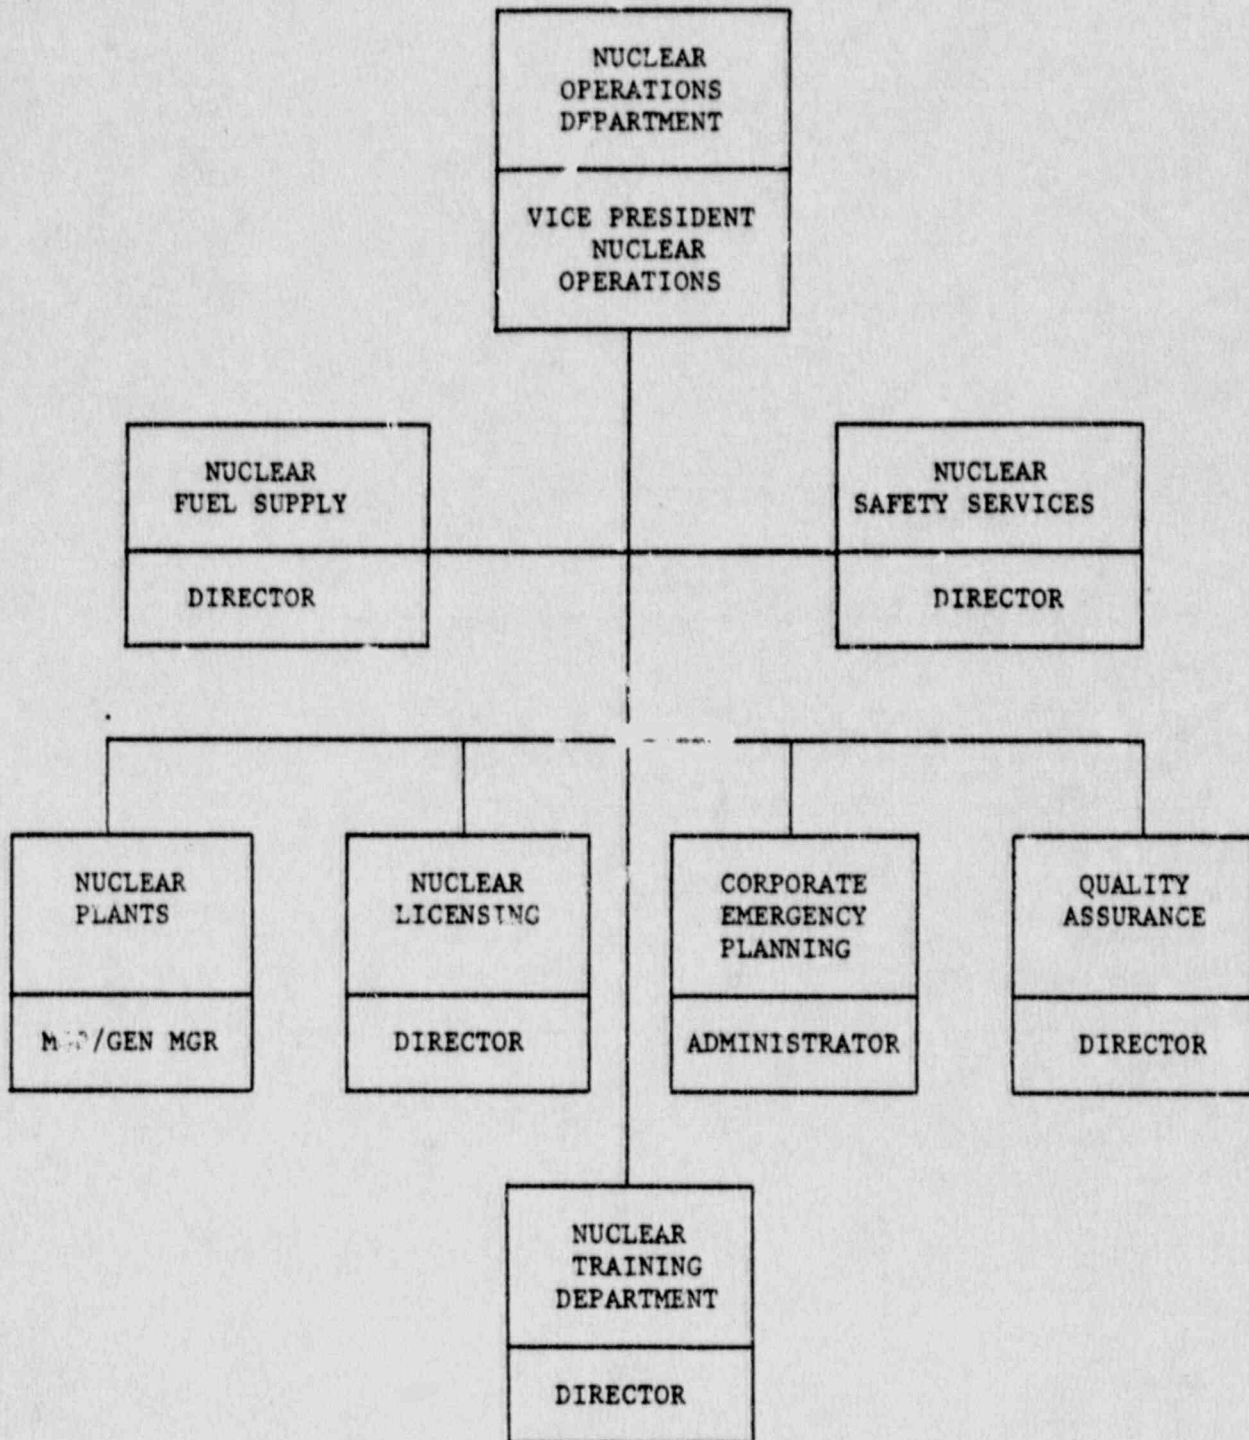 NUCLEAR
OPERATIONS
DEPARTMENT
VICE PRESIDENT
NUCLEAR
OPERATIONS
NUCLEAR
FUEL SUPPLY
DIRECTOR
NUCLEAR
SAFETY SERVICES
DIRECTOR
NUCLEAR
PLANTS
/GEN MGR
NUCLEAR
LICENSING
DIRECTOR
CORPORATE
EMERGENCY
PLANNING
ADMINISTRATOR
QUALITY
ASSURANCE
DIRECTOR
NUCLEAR
TRAINING
DEPARTMENT
DIRECTOR